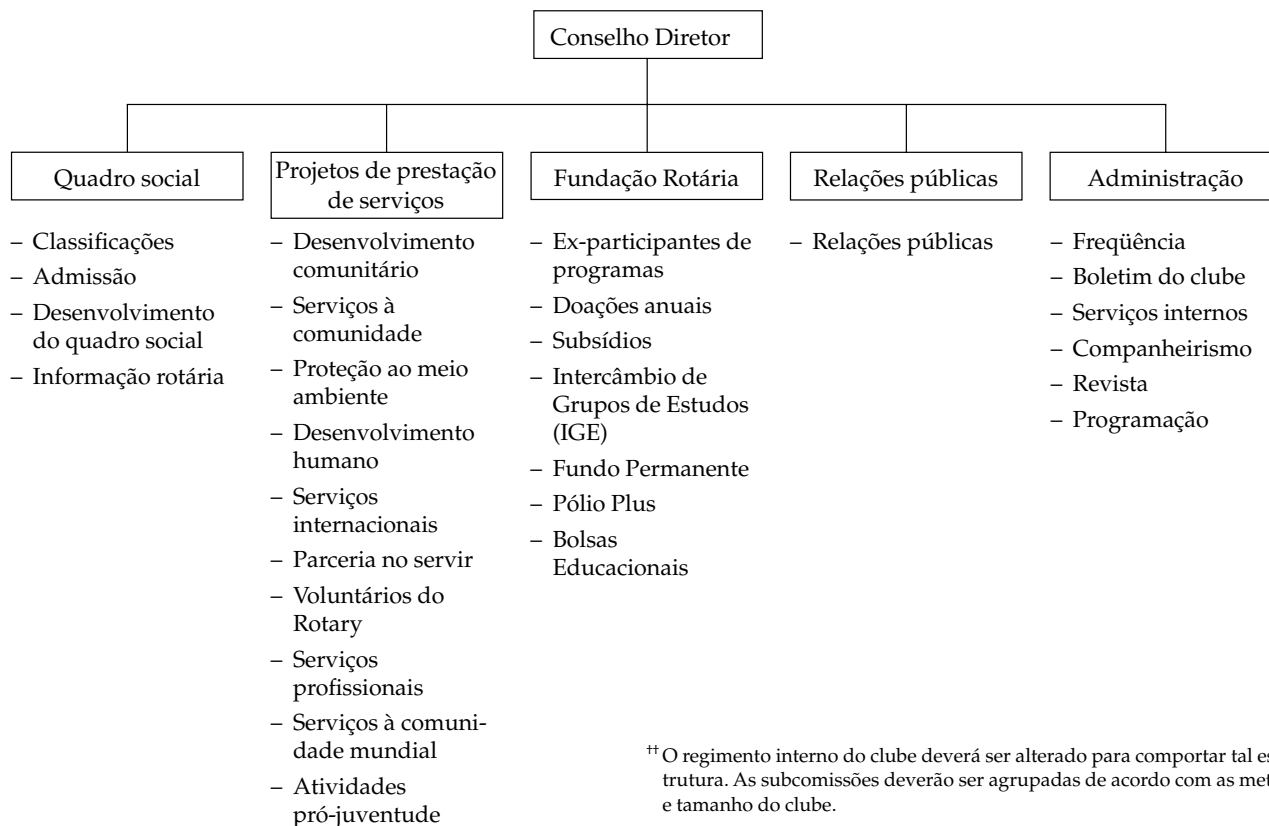 Conselho Diretor
Quadro social
– Classificações
– Admissão
– Desenvolvimento
do quadro social
– Informação rotária
Projetos de prestação
de serviços
– Desenvolvimento
comunitário
– Serviços à
comunidade
– Proteção ao meio
ambiente
– Desenvolvimento
humano
– Serviços
internacionais
– Parceria no servir
– Voluntários do
Rotary
– Serviços
profissionais
– Serviços à comuni-
dade mundial
– Atividades
pró-juventude
Fundação Rotária
– Ex-participantes de
programas
– Doações anuais
– Subsídios
– Intercâmbio de
Grupos de Estudos
(IGE)
– Fundo Permanente
– Pólio Plus
– Bolsas
Educacionais
Relações públicas
– Relações públicas
Administração
– Freqüência
– Boletim do clube
– Serviços internos
– Companheirismo
– Revista
– Programação
†† O regimento interno do clube deverá ser alterado para comportar tal es
trutura. As subcomissões deverão ser agrupadas de acordo com as met
e tamanho do clube.